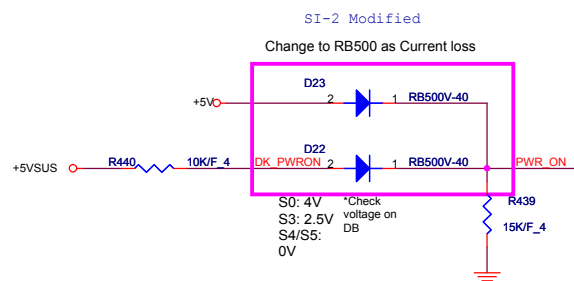 SI-2 Modified
Change to RB500 as Current loss
D23
+5V
2
1
RB500V-40
D22
+5VSUS
R440
10K/F_4
DK_PWRON
2
1
RB500V-40
PWR_ON
S0: 4V
S3: 2.5V
S4/S5:
0V
*Check
voltage on
DB
R439
15K/F_4